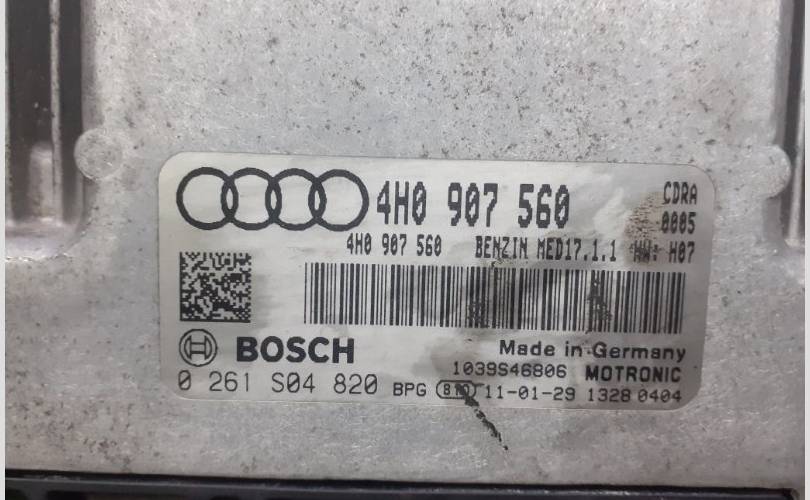 4H0 907 560 CDRA
0005
4H0 907 560 BENZIN MED17.1.1 HW: H07
BOSCH Made in Germany
1039S46806 MOTRONIC
0 261 S04 820 BPG 11-01-29 1328 0404